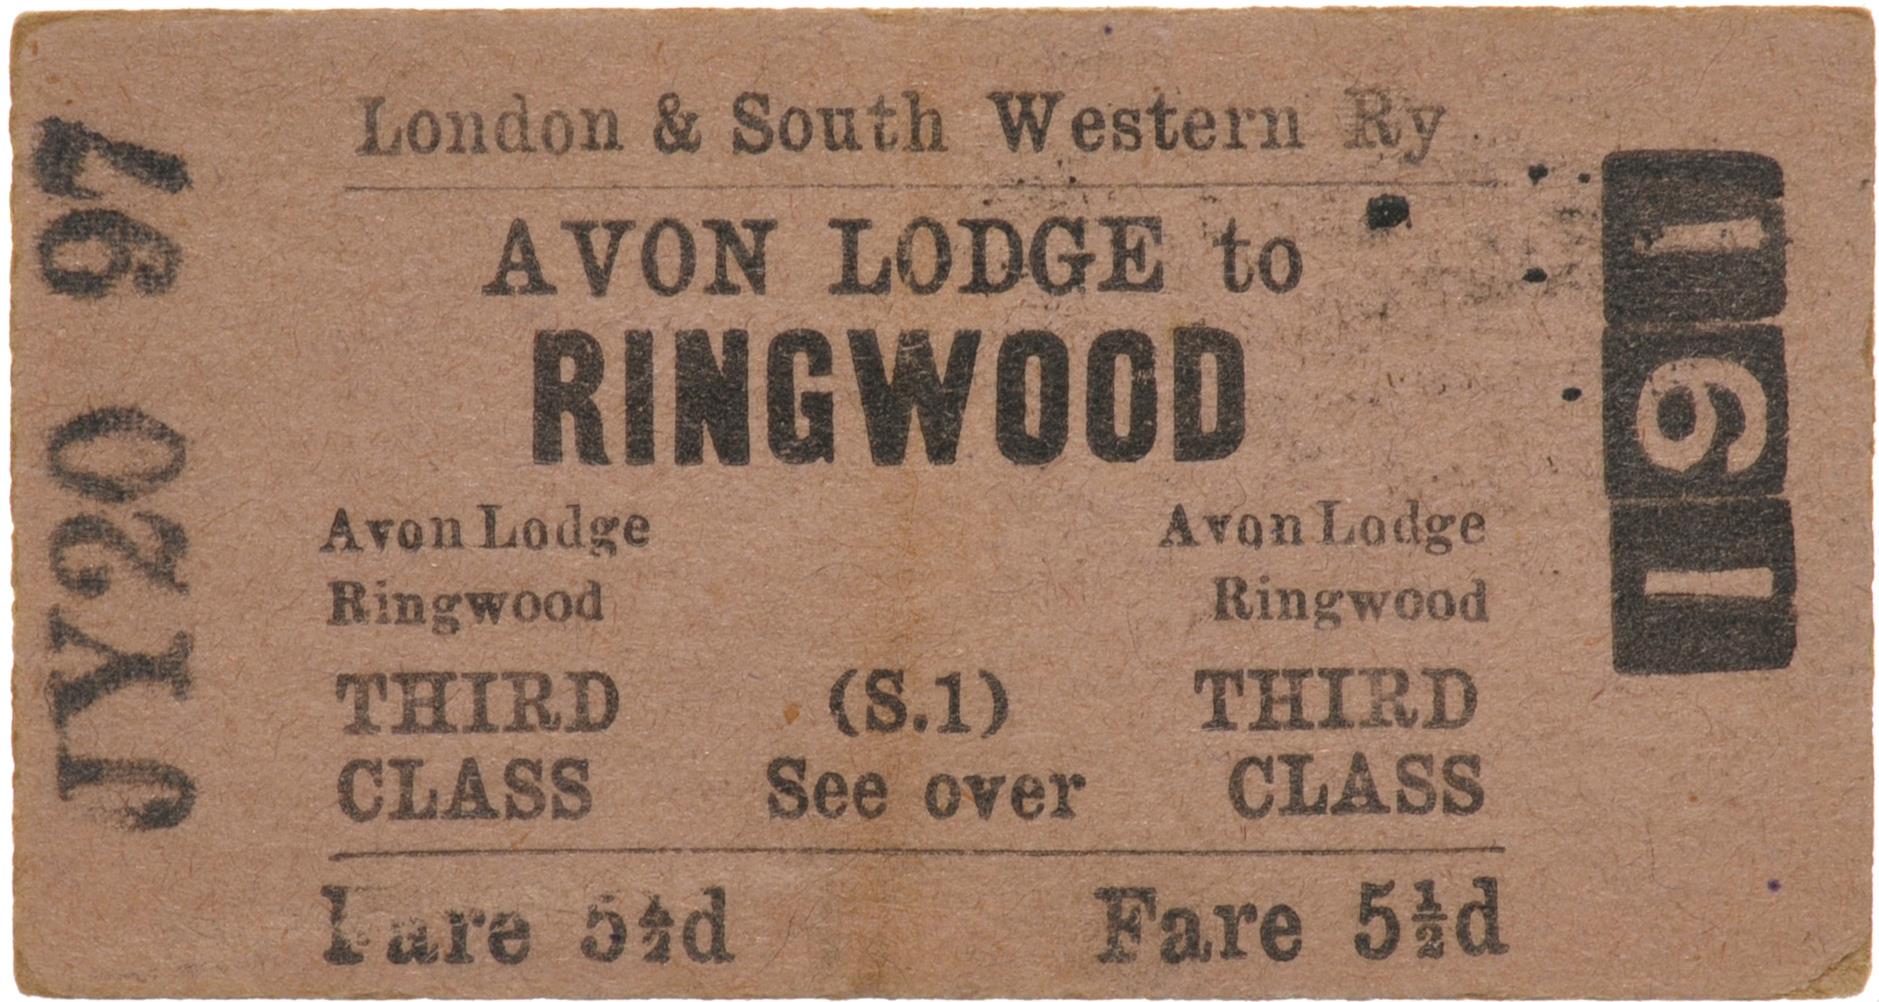 London & South Western Ry
AVON LODGE to
RINGWOOD
Avon Lodge Avon Lodge
Ringwood Ringwood
THIRD (S.1) THIRD
CLASS See over CLASS
Fare 5½d Fare 5½d
JY20 97
191